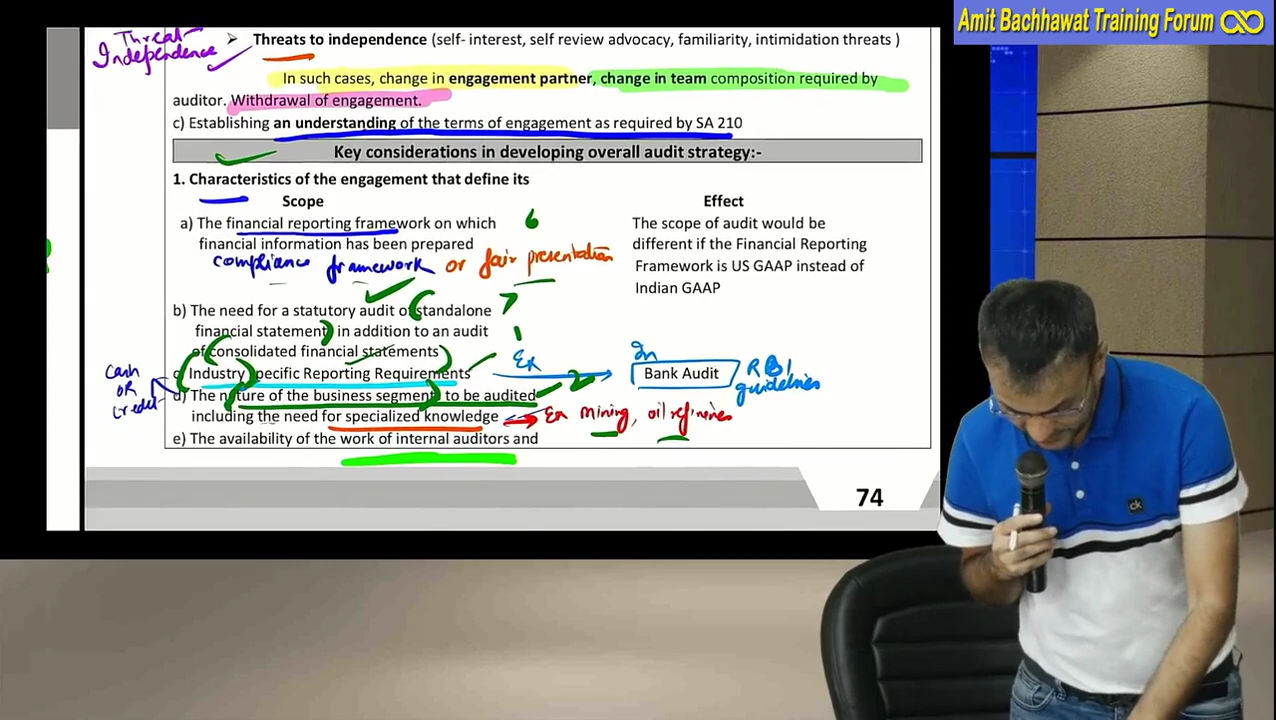 Amit Bachhawat Training Forum
Threat
Independence
Threats to independence (self- interest, self review advocacy, familiarity, intimidation threats )
In such cases, change in engagement partner, change in team composition required by
auditor. Withdrawal of engagement.
c) Establishing an understanding of the terms of engagement as required by SA 210
Key considerations in developing overall audit strategy:-
1. Characteristics of the engagement that define its
Scope
Effect
a) The financial reporting framework on which
financial information has been prepared
compliance framework or fair presentation
The scope of audit would be
different if the Financial Reporting
Framework is US GAAP instead of
Indian GAAP
b) The need for a statutory audit of standalone
financial statement in addition to an audit
of consolidated financial statements
Industry specific Reporting Requirements
Ex
In
Bank Audit
RBI
guidelines
Cash
OR
Credit
d) The nature of the business segment to be audited
including the need for specialized knowledge
Ex mining, oil refineries
e) The availability of the work of internal auditors and
74
ck